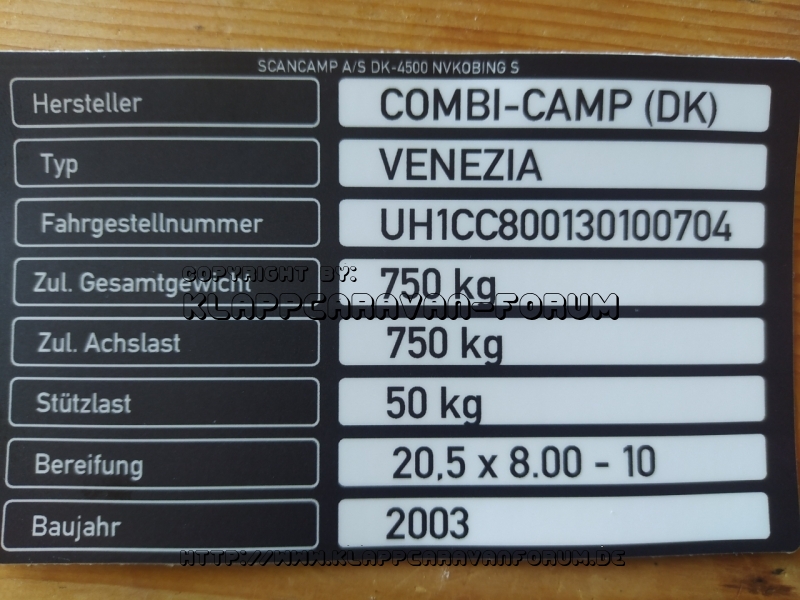 SCANCAMP A/S DK-4500 NVKOBING S
Hersteller COMBI-CAMP (DK)
Typ VENEZIA
Fahrgestellnummer UH1CC800130100704
Zul. Gesamtgewicht 750 kg
COPYRIGHT BY:
KLAPPCARAVAN-FORUM
Zul. Achslast 750 kg
Stützlast 50 kg
Bereifung 20,5 x 8.00 - 10
Baujahr 2003
HTTP://WWW.KLAPPCARAVANFORUM.DE